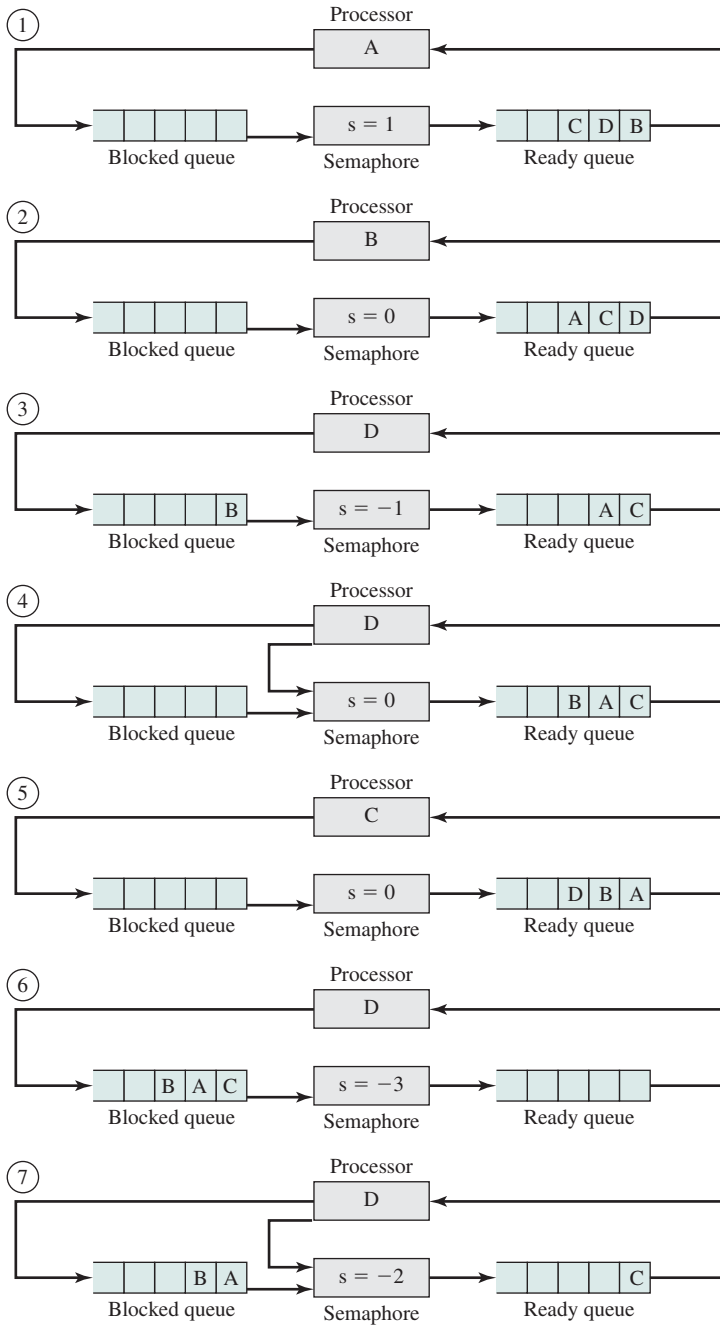 1
Processor
A
s = 1
C D B
Blocked queue
Semaphore
Ready queue
2
Processor
B
s = 0
A C D
Blocked queue
Semaphore
Ready queue
3
Processor
D
B
s = −1
A C
Blocked queue
Semaphore
Ready queue
4
Processor
D
s = 0
B A C
Blocked queue
Semaphore
Ready queue
5
Processor
C
s = 0
D B A
Blocked queue
Semaphore
Ready queue
6
Processor
D
B A C
s = −3
Blocked queue
Semaphore
Ready queue
7
Processor
D
B A
s = −2
C
Blocked queue
Semaphore
Ready queue